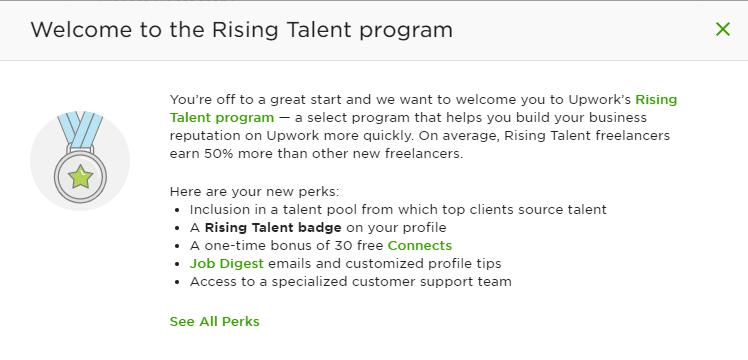 Welcome to the Rising Talent program
You're off to a great start and we want to welcome you to Upwork's Rising
Talent program — a select program that helps you build your business
reputation on Upwork more quickly. On average, Rising Talent freelancers
earn 50% more than other new freelancers.
Here are your new perks:
• Inclusion in a talent pool from which top clients source talent
• A Rising Talent badge on your profile
• A one-time bonus of 30 free Connects
• Job Digest emails and customized profile tips
• Access to a specialized customer support team
See All Perks